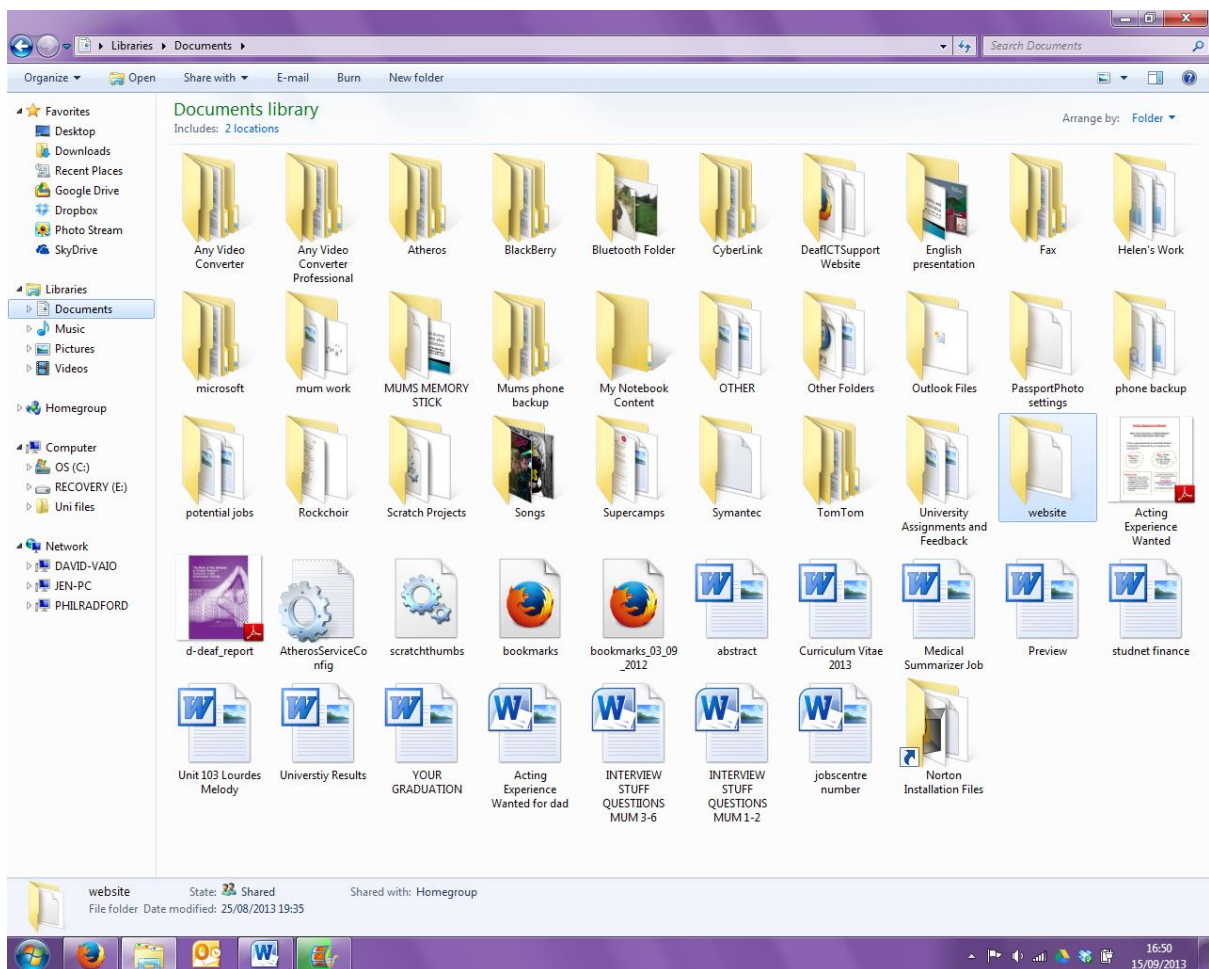 Libraries Documents
Search Documents
Organize Open Share with E-mail Burn New folder
Favorites
Desktop
Downloads
Recent Places
Google Drive
Dropbox
Photo Stream
SkyDrive
Libraries
Documents
Music
Pictures
Videos
Homegroup
Computer
OS (C:)
RECOVERY (E:)
Uni files
Network
DAVID-VAIO
JEN-PC
PHILRADFORD
Documents library
Includes: 2 locations
Arrange by: Folder
Any Video
Converter
Any Video
Converter
Professional
Atheros
BlackBerry
Bluetooth Folder
CyberLink
DeafICTSupport
Website
English
presentation
Fax
Helen's Work
microsoft
mum work
MUMS MEMORY
STICK
Mums phone
backup
My Notebook
Content
OTHER
Other Folders
Outlook Files
PassportPhoto
settings
phone backup
potential jobs
Rockchoir
Scratch Projects
Songs
Supercamps
Symantec
TomTom
University
Assignments and
Feedback
website
Acting
Experience
Wanted
d-deaf_report
AtherosServiceCo
nfig
scratchthumbs
bookmarks
bookmarks_03_09
_2012
abstract
Curriculum Vitae
2013
Medical
Summarizer Job
Preview
studnet finance
Unit 103 Lourdes
Melody
Universtiy Results
YOUR
GRADUATION
Acting
Experience
Wanted for dad
INTERVIEW
STUFF
QUESTIIONS
MUM 3-6
INTERVIEW
STUFF
QUESTIONS
MUM 1-2
jobscentre
number
Norton
Installation Files
website State: Shared Shared with: Homegroup
File folder Date modified: 25/08/2013 19:35
16:50
15/09/2013